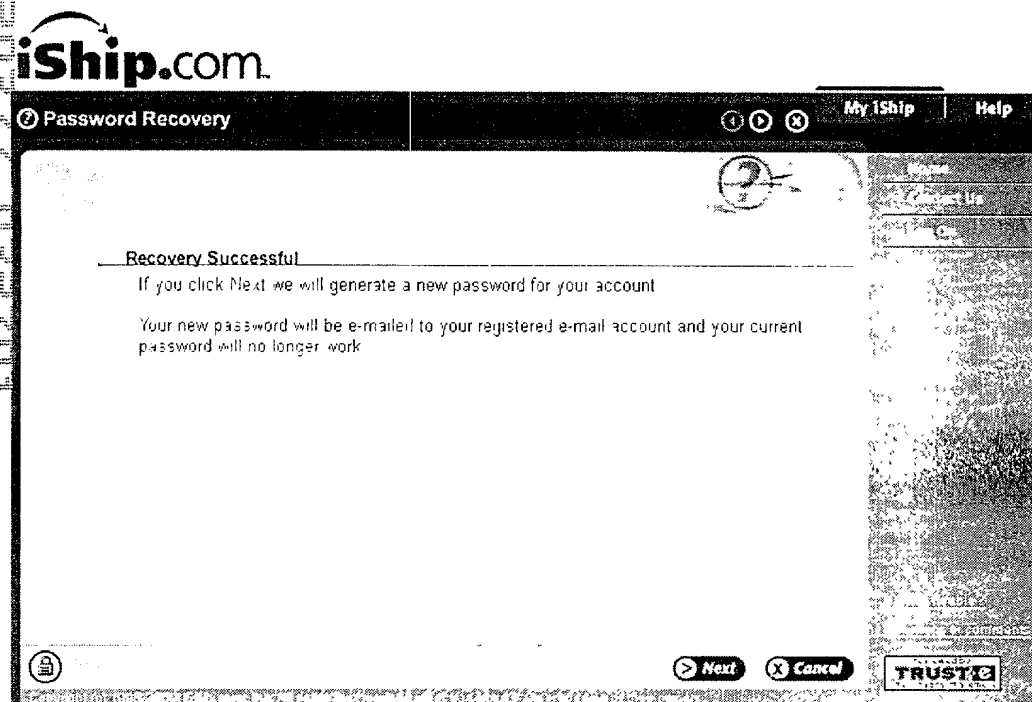 iShip.com
My iShip Help
Password Recovery
Contact Us
Recovery Successful
If you click Next we will generate a new password for your account
Your new password will be e-mailed to your registered e-mail account and your current
password will no longer work
Next Cancel
TRUSTe